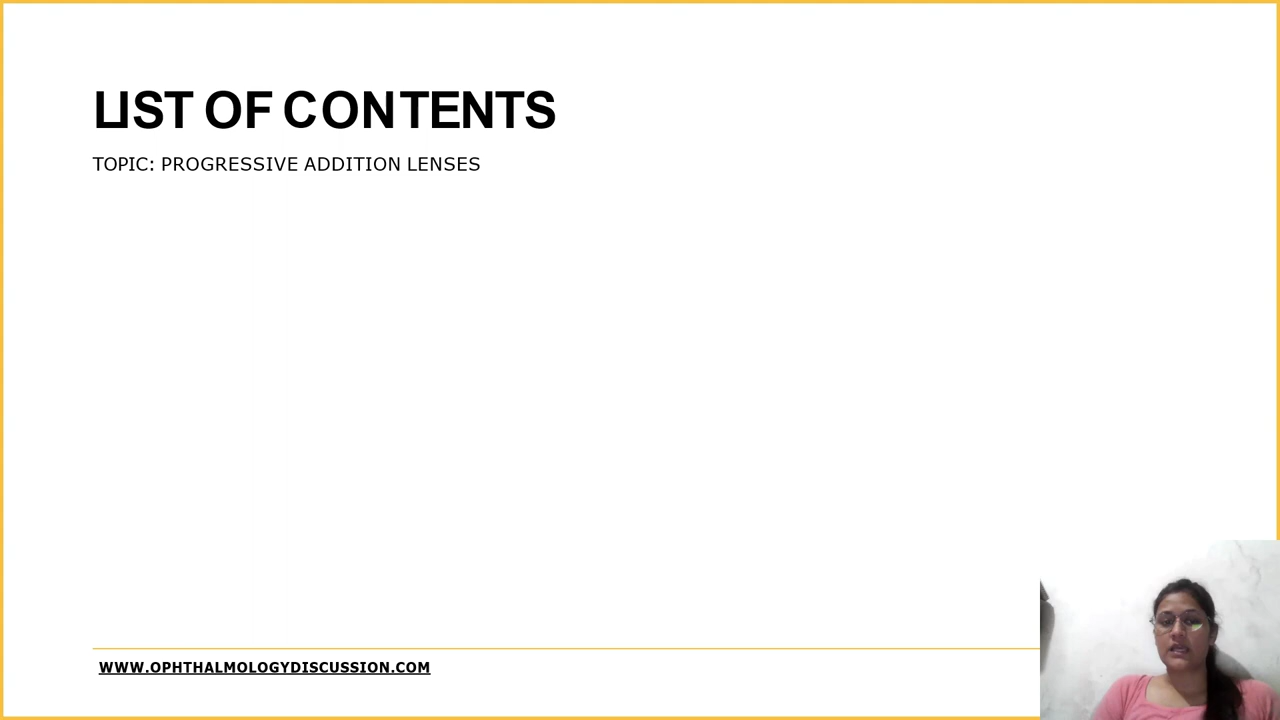 LIST OF CONTENTS
TOPIC: PROGRESSIVE ADDITION LENSES
WWW.OPHTHALMOLOGYDISCUSSION.COM